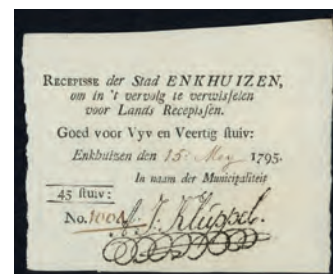 RECEPISSE der Stad ENKHUIZEN,
om in 't vervolg te verwisselen
voor Lands Recepissen.
Goed voor Vyv en Veertig stuiv:
Enkhuizen den 15 May 1795.
In naam der Municipaliteit
45 stuiv:
No. 1004 A. J. Kluppel.